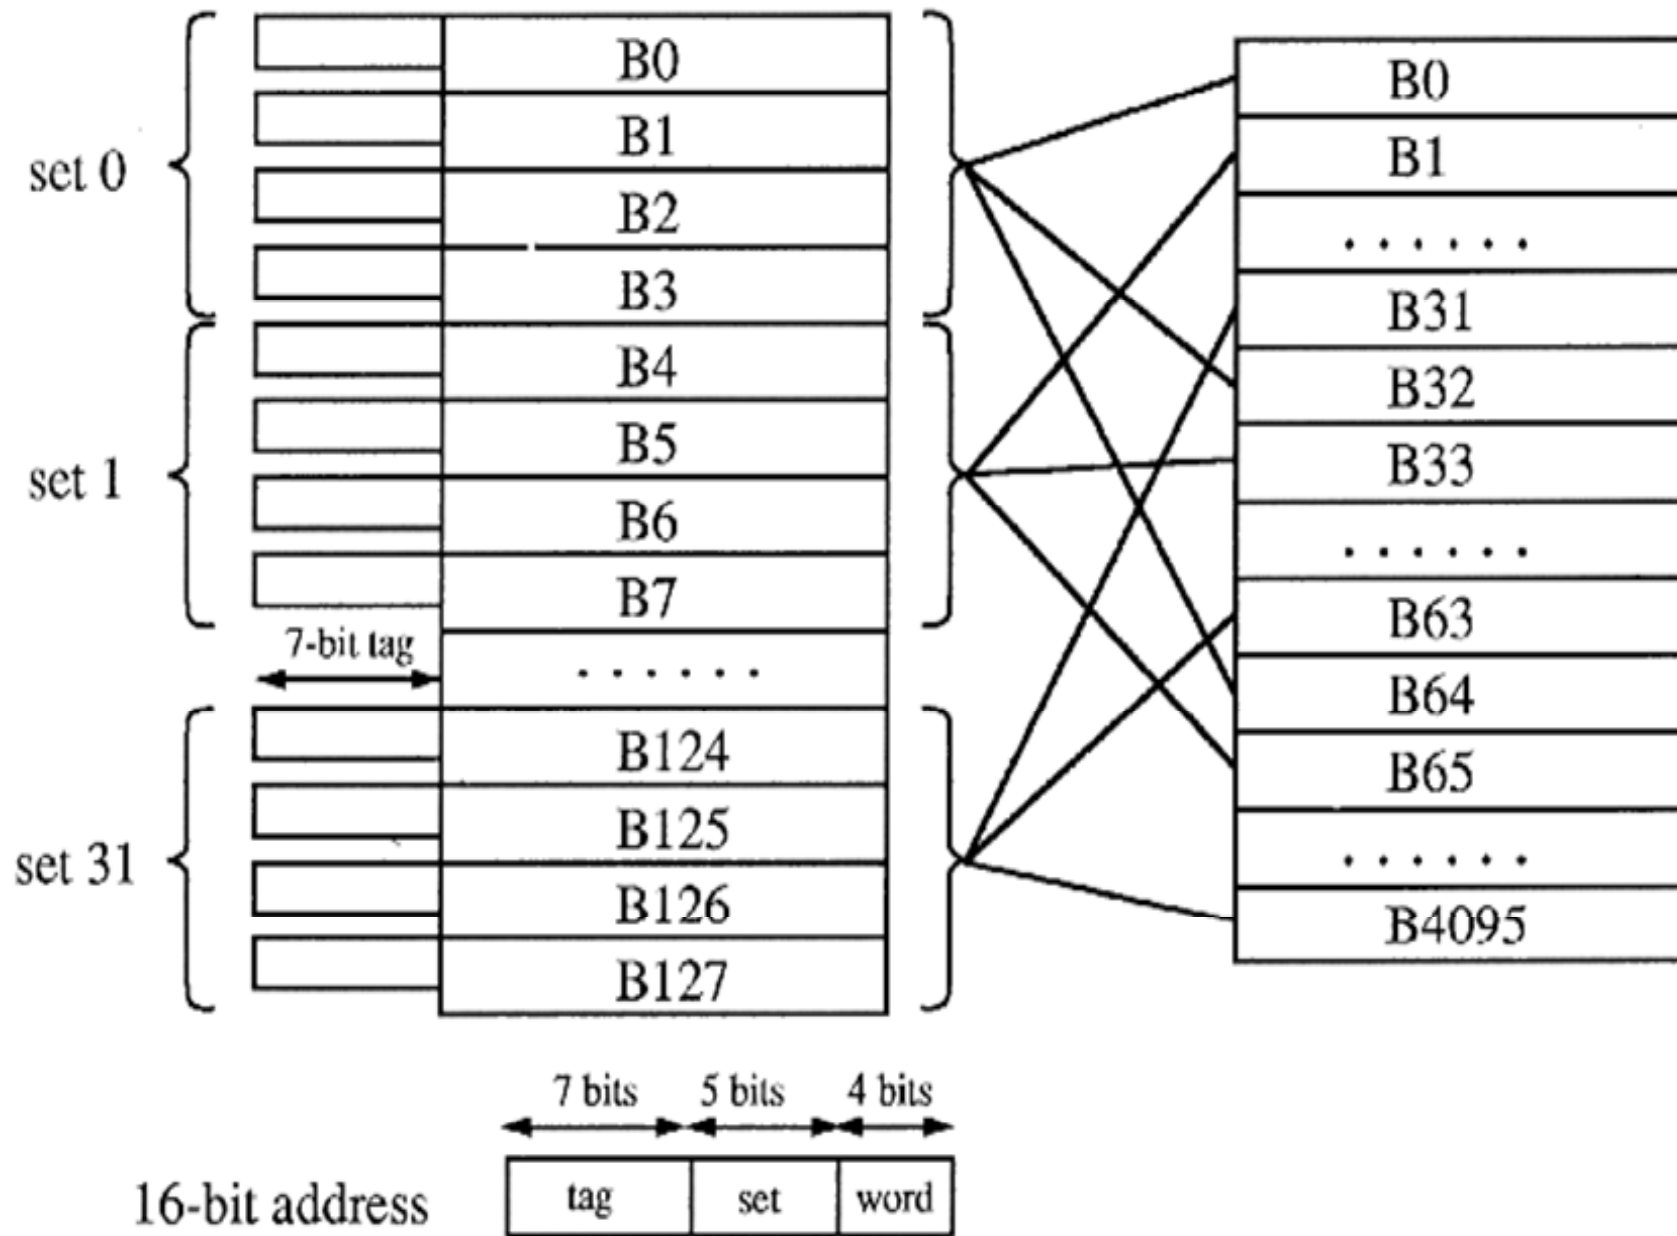 set 0
B0
B1
B2
B3
set 1
B4
B5
B6
B7
7-bit tag
......
set 31
B124
B125
B126
B127
B0
B1
......
B31
B32
B33
......
B63
B64
B65
......
B4095
7 bits 5 bits 4 bits
16-bit address tag set word